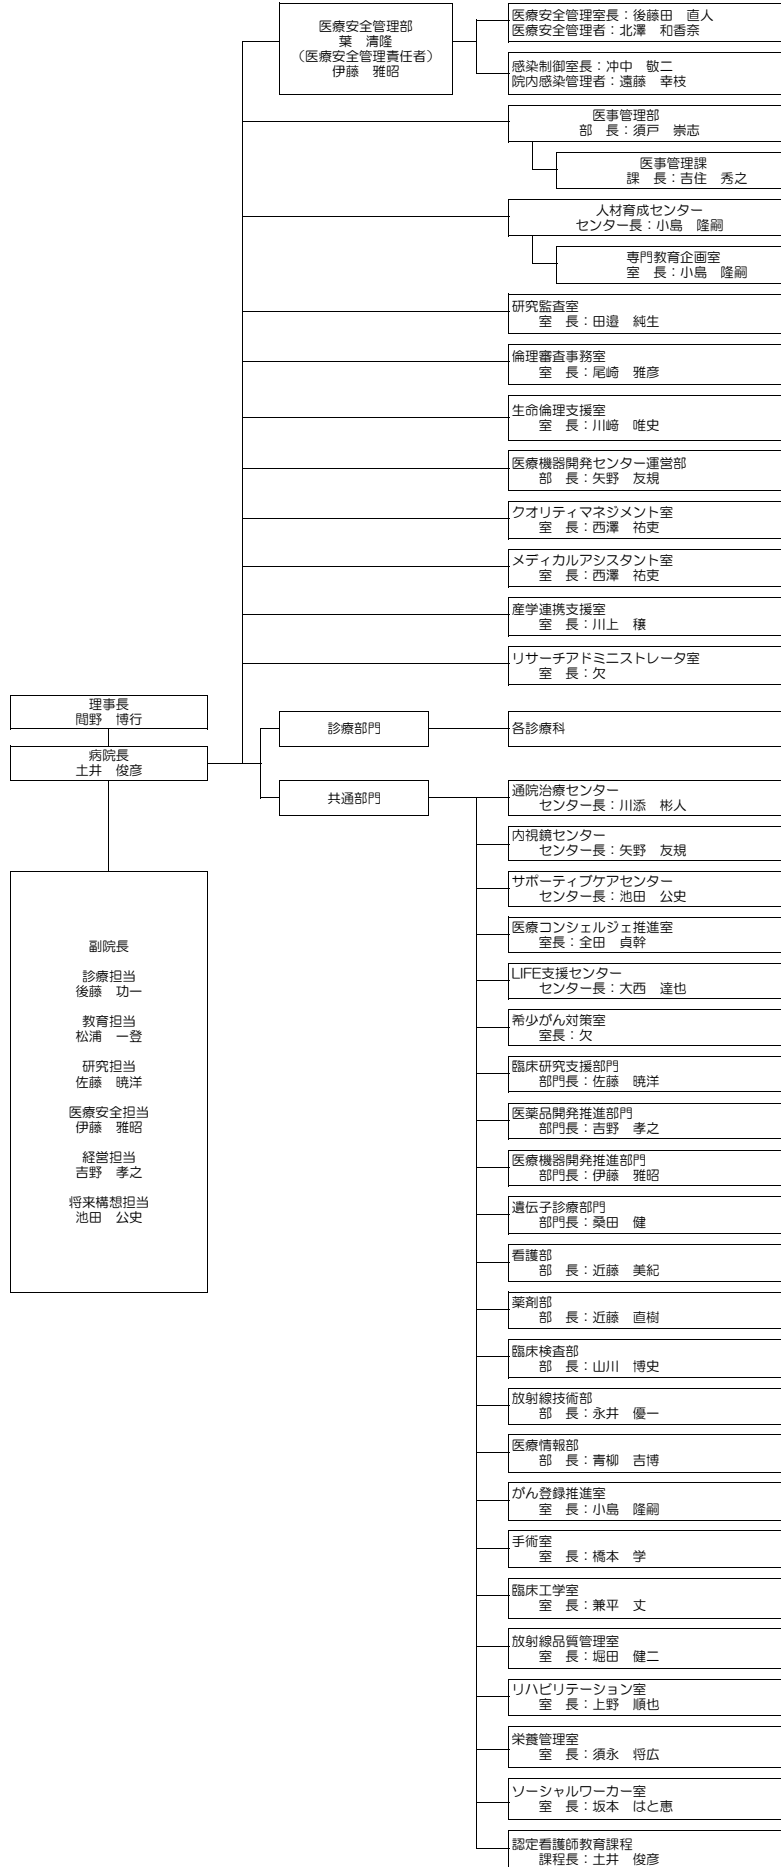 医療安全管理部
葉　清隆
（医療安全管理責任者）
伊藤　雅昭
医療安全管理室長：後藤田　直人
医療安全管理者：北澤　和香奈
感染制御室長：冲中　敬二
院内感染管理者：遠藤　幸枝
医事管理部
部　長：須戸　崇志
医事管理課
課　長：吉住　秀之
人材育成センター
センター長：小島　隆嗣
専門教育企画室
室　長：小島　隆嗣
研究監査室
室　長：田邉　純生
倫理審査事務室
室　長：尾崎　雅彦
生命倫理支援室
室　長：川﨑　唯史
医療機器開発センター運営部
部　長：矢野　友規
クオリティマネジメント室
室　長：西澤　祐吏
メディカルアシスタント室
室　長：西澤　祐吏
産学連携支援室
室　長：川上　穣
リサーチアドミニストレータ室
室　長：欠
理事長
間野　博行
病院長
土井　俊彦
診療部門
各診療科
共通部門
副院長
診療担当
後藤　功一
教育担当
松浦　一登
研究担当
佐藤　暁洋
医療安全担当
伊藤　雅昭
経営担当
吉野　孝之
将来構想担当
池田　公史
通院治療センター
センター長：川添　彬人
内視鏡センター
センター長：矢野　友規
サポーティブケアセンター
センター長：池田　公史
医療コンシェルジェ推進室
室長：全田　貞幹
LIFE支援センター
センター長：大西　達也
希少がん対策室
室長：欠
臨床研究支援部門
部門長：佐藤　暁洋
医薬品開発推進部門
部門長：吉野　孝之
医療機器開発推進部門
部門長：伊藤　雅昭
遺伝子診療部門
部門長：桑田　健
看護部
部　長：近藤　美紀
薬剤部
部　長：近藤　直樹
臨床検査部
部　長：山川　博史
放射線技術部
部　長：永井　優一
医療情報部
部　長：青柳　吉博
がん登録推進室
室　長：小島　隆嗣
手術室
室　長：橋本　学
臨床工学室
室　長：兼平　丈
放射線品質管理室
室　長：堀田　健二
リハビリテーション室
室　長：上野　順也
栄養管理室
室　長：須永　将広
ソーシャルワーカー室
室　長：坂本　はと恵
認定看護師教育課程
課程長：土井　俊彦